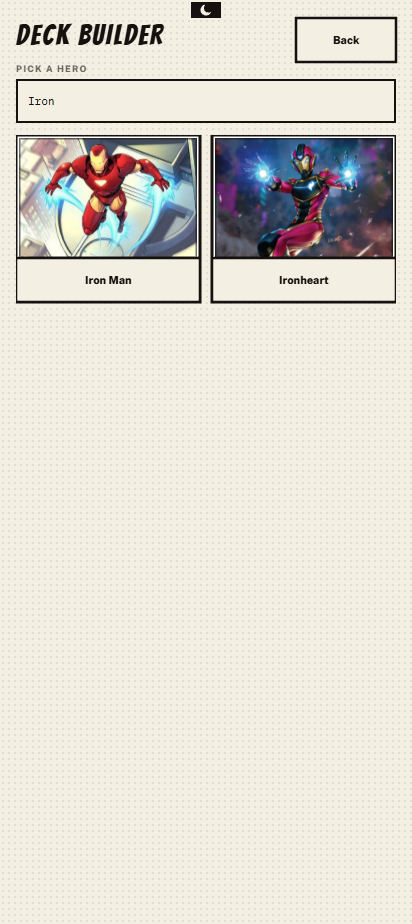 DECK BUILDER
Back
PICK A HERO
Iron
Iron Man
Ironheart